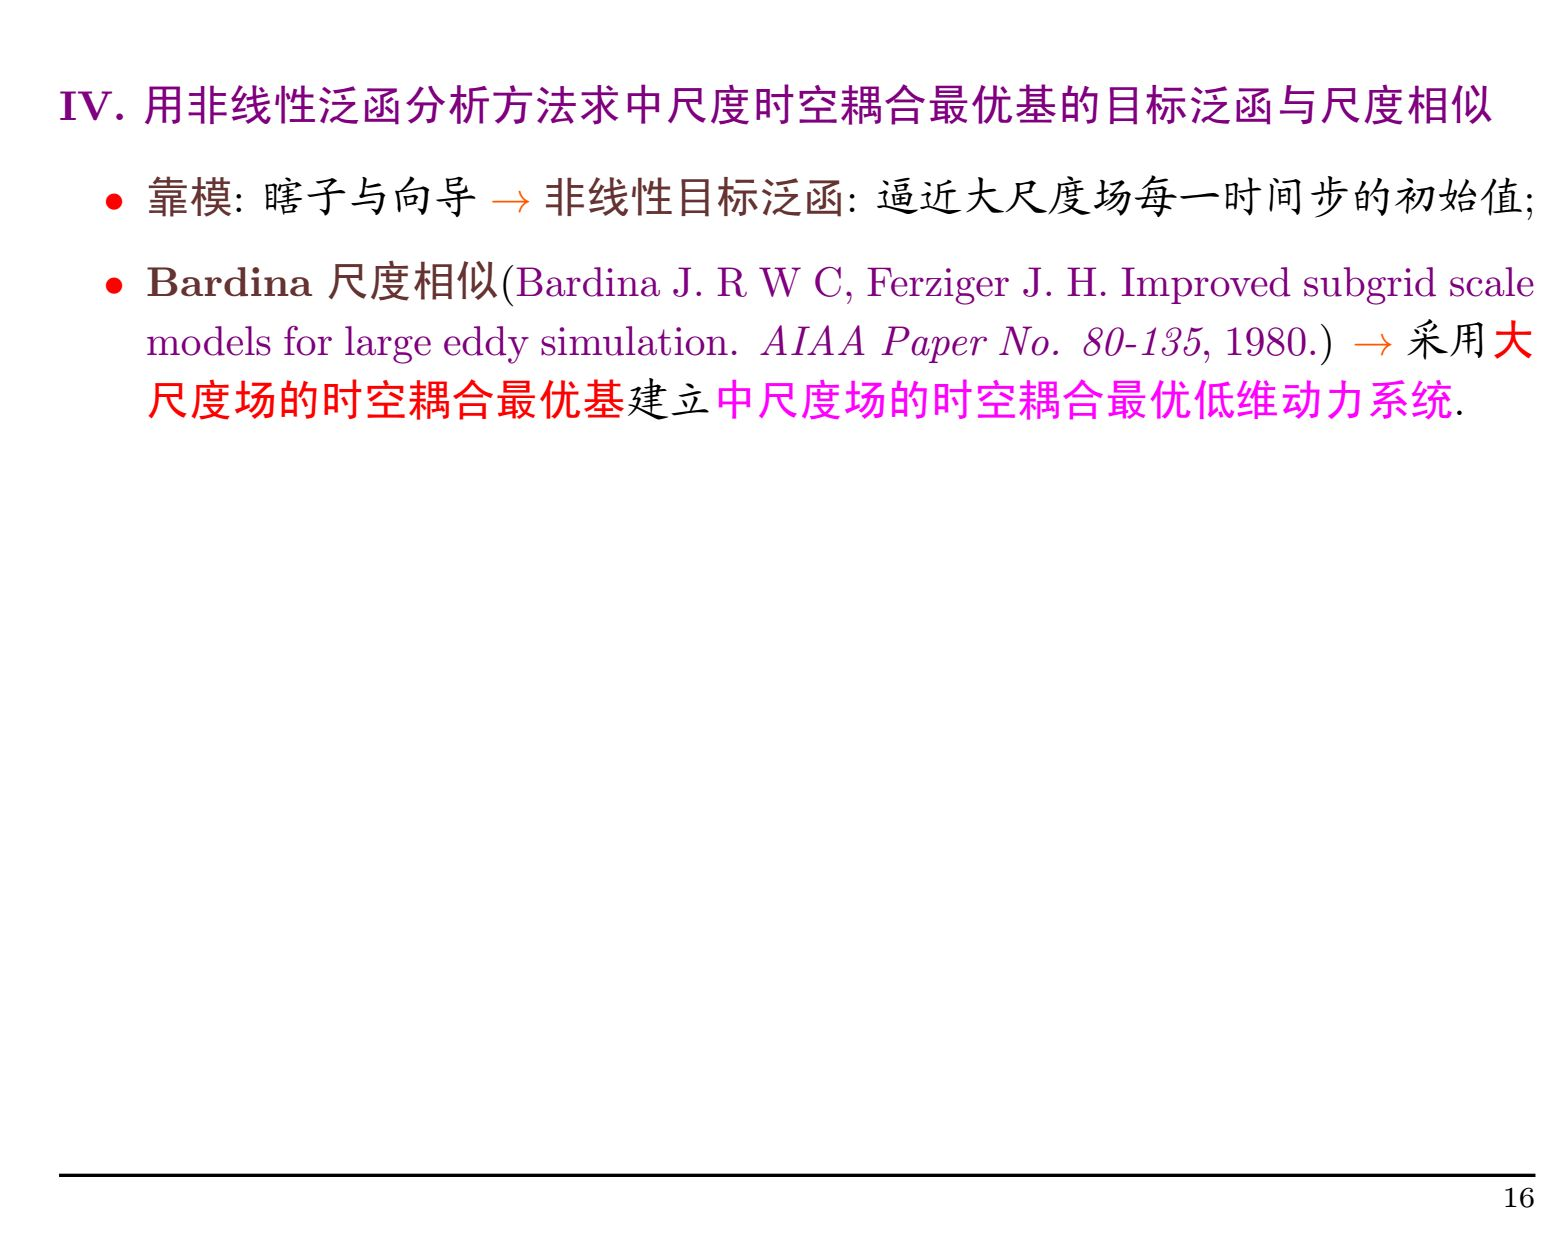 IV. 用非线性泛函分析方法求中尺度时空耦合最优基的目标泛函与尺度相似
• 靠模: 瞎子与向导 → 非线性目标泛函: 逼近大尺度场每一时间步的初始值;
• Bardina 尺度相似(Bardina J. R W C, Ferziger J. H. Improved subgrid scale
models for large eddy simulation. AIAA Paper No. 80-135, 1980.) → 采用大
尺度场的时空耦合最优基建立中尺度场的时空耦合最优低维动力系统.
16